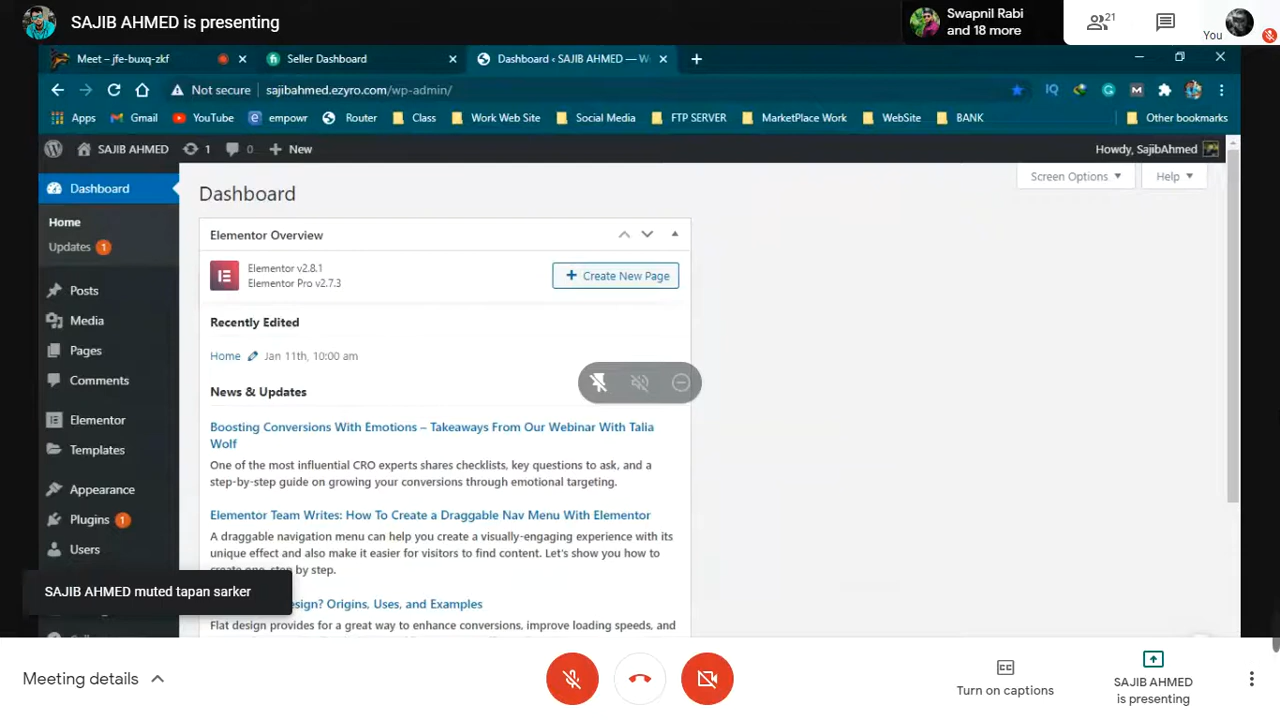 SAJIB AHMED is presenting
Swapnil Rabi
and 18 more
21
You
Meet – jfe-buxq-zkf
Seller Dashboard
Dashboard ‹ SAJIB AHMED — W
Not secure
sajibahmed.ezyro.com/wp-admin/
IQ
Apps
Gmail
YouTube
empowr
Router
Class
Work Web Site
Social Media
FTP SERVER
MarketPlace Work
WebSite
BANK
Other bookmarks
SAJIB AHMED
1
0
New
Howdy, SajibAhmed
Dashboard
Home
Updates 1
Posts
Media
Pages
Comments
Elementor
Templates
Appearance
Plugins 1
Users
Dashboard
Screen Options
Help
Elementor Overview
Elementor v2.8.1
Elementor Pro v2.7.3
Create New Page
Recently Edited
Home Jan 11th, 10:00 am
News & Updates
Boosting Conversions With Emotions – Takeaways From Our Webinar With Talia
Wolf
One of the most influential CRO experts shares checklists, key questions to ask, and a
step-by-step guide on growing your conversions through emotional targeting.
Elementor Team Writes: How To Create a Draggable Nav Menu With Elementor
A draggable navigation menu can help you create a visually-engaging experience with its
unique effect and also make it easier for visitors to find content. Let's show you how to
create one, step by step.
esign? Origins, Uses, and Examples
Flat design provides for a great way to enhance conversions, improve loading speeds, and
SAJIB AHMED muted tapan sarker
Meeting details
Turn on captions
SAJIB AHMED
is presenting